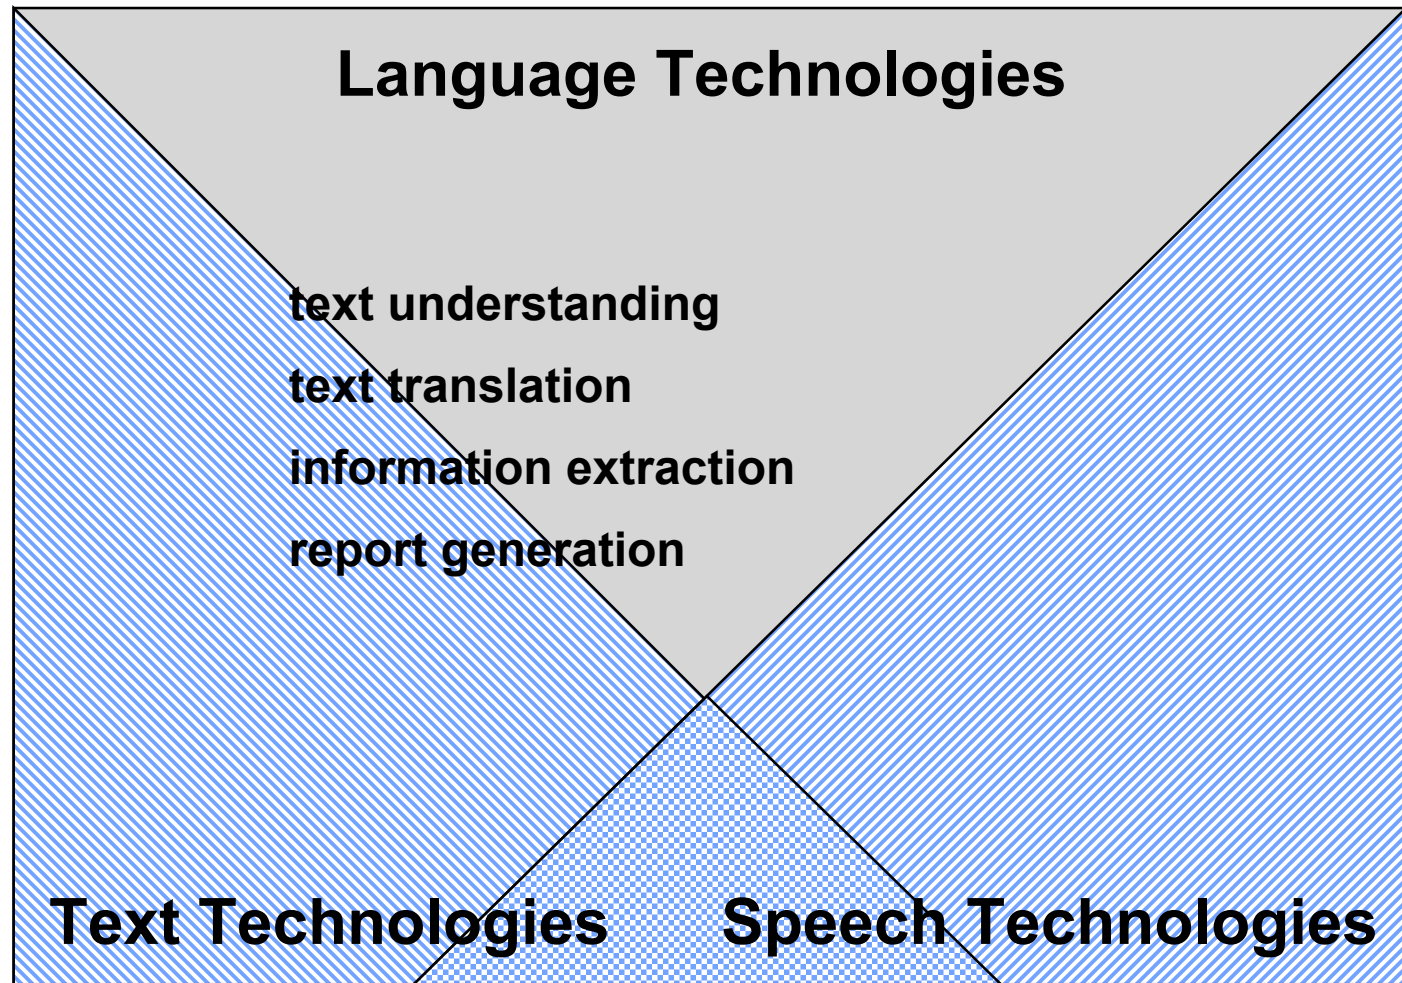 Language Technologies
text understanding
text translation
information extraction
report generation
Text Technologies
Speech Technologies